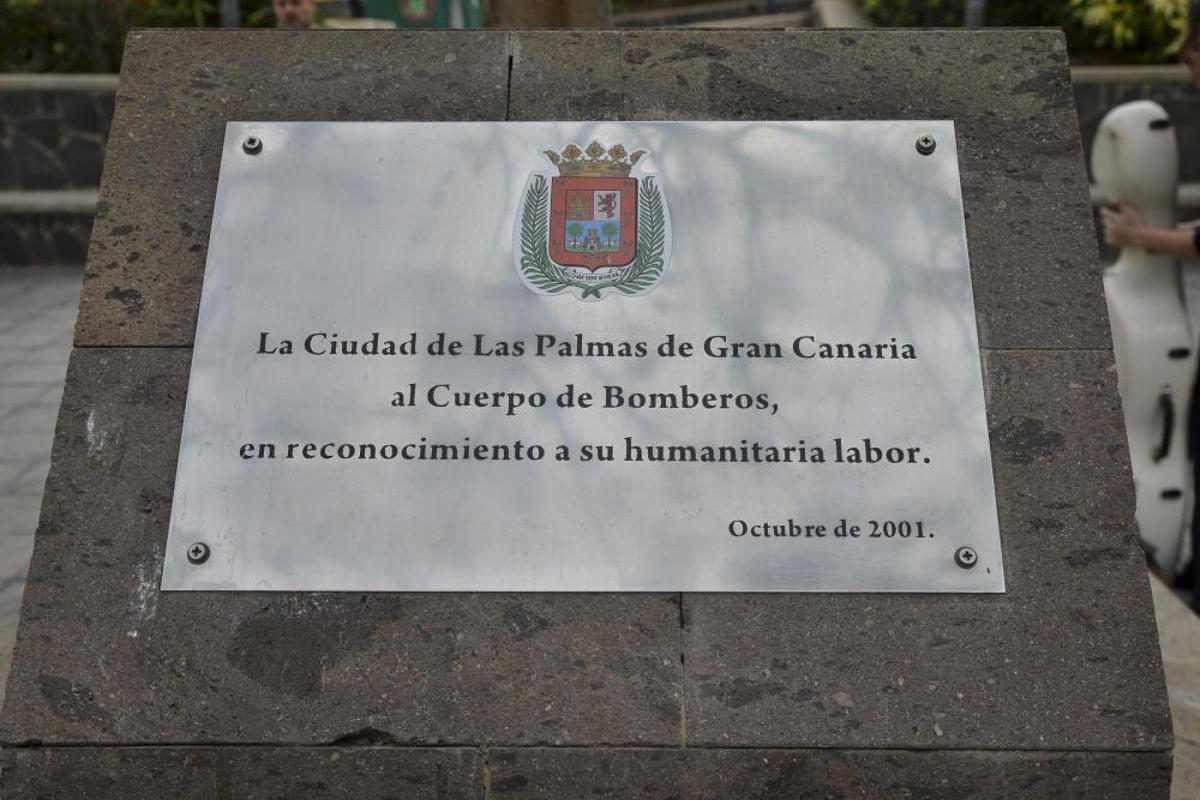 La Ciudad de Las Palmas de Gran Canaria
al Cuerpo de Bomberos,
en reconocimiento a su humanitaria labor.
Octubre de 2001.